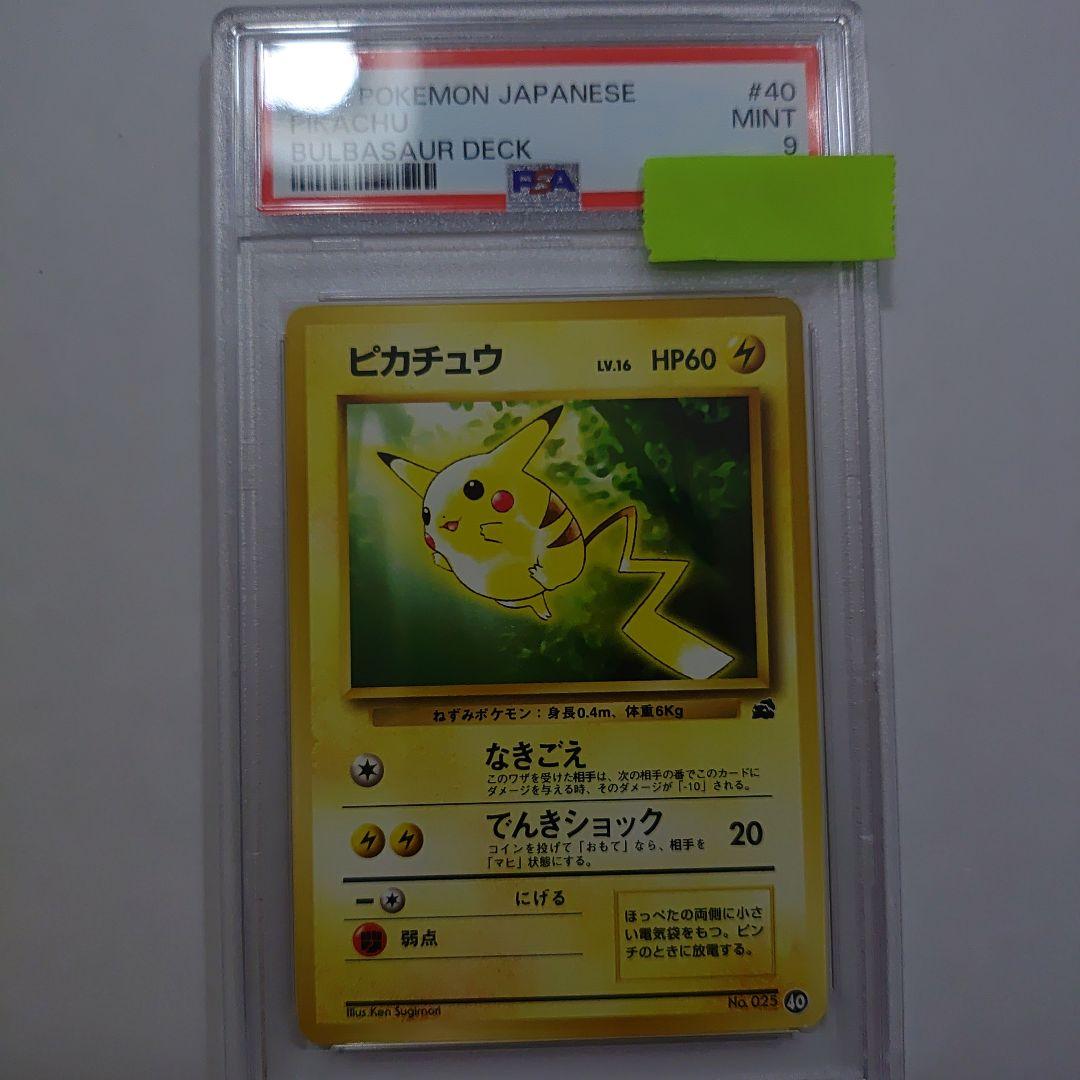 POKEMON JAPANESE #40
PIKACHU MINT
BULBASAUR DECK 9
PSA
ピカチュウ LV.16 HP60
ねずみポケモン：身長0.4m、体重6Kg
なきごえ
このワザを受けた相手は、次の相手の番でこのカードに
ダメージを与える時、そのダメージが「-10」される。
でんきショック 20
コインを投げて「おもて」なら、相手を
「マヒ」状態にする。
にげる
弱点
ほっぺたの両側に小さ
い電気袋をもつ。ピン
チのときに放電する。
Illus. Ken Sugimori No. 025 40